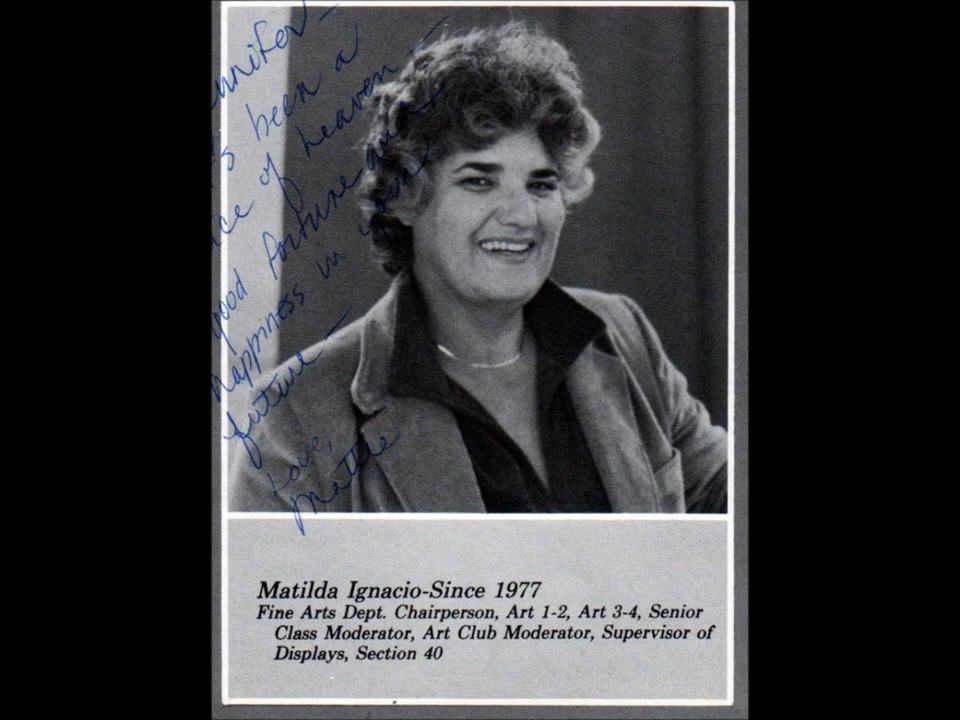 nnifer—
's been a
ice of heaven—
good fortune and
happiness in your
future—
Love,
Mattie
Matilda Ignacio-Since 1977
Fine Arts Dept. Chairperson, Art 1-2, Art 3-4, Senior
Class Moderator, Art Club Moderator, Supervisor of
Displays, Section 40